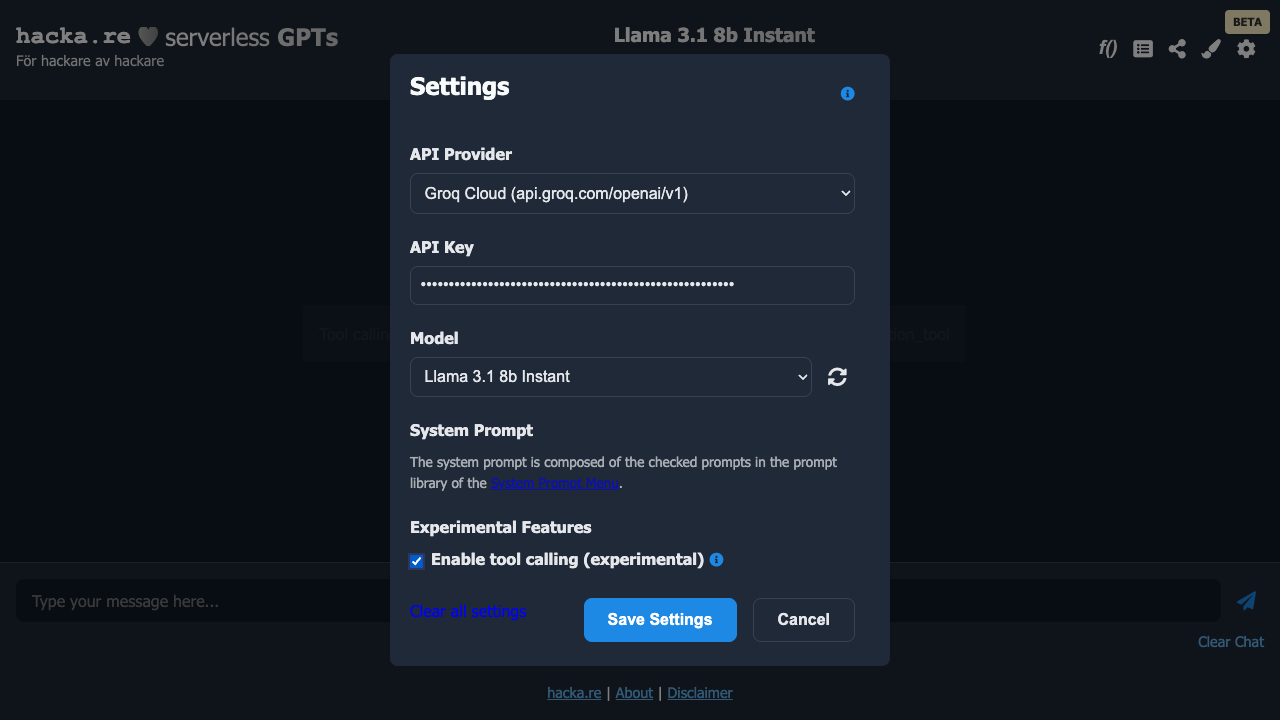 hacka.re serverless GPTs
För hackare av hackare
Llama 3.1 8b Instant
BETA
f()
Settings
API Provider
Groq Cloud (api.groq.com/openai/v1)
API Key
Model
Llama 3.1 8b Instant
System Prompt
The system prompt is composed of the checked prompts in the prompt
library of the System Prompt Menu.
Tool calling
tion_tool
Experimental Features
Enable tool calling (experimental)
Type your message here...
Clear all settings
Save Settings
Cancel
Clear Chat
hacka.re | About | Disclaimer